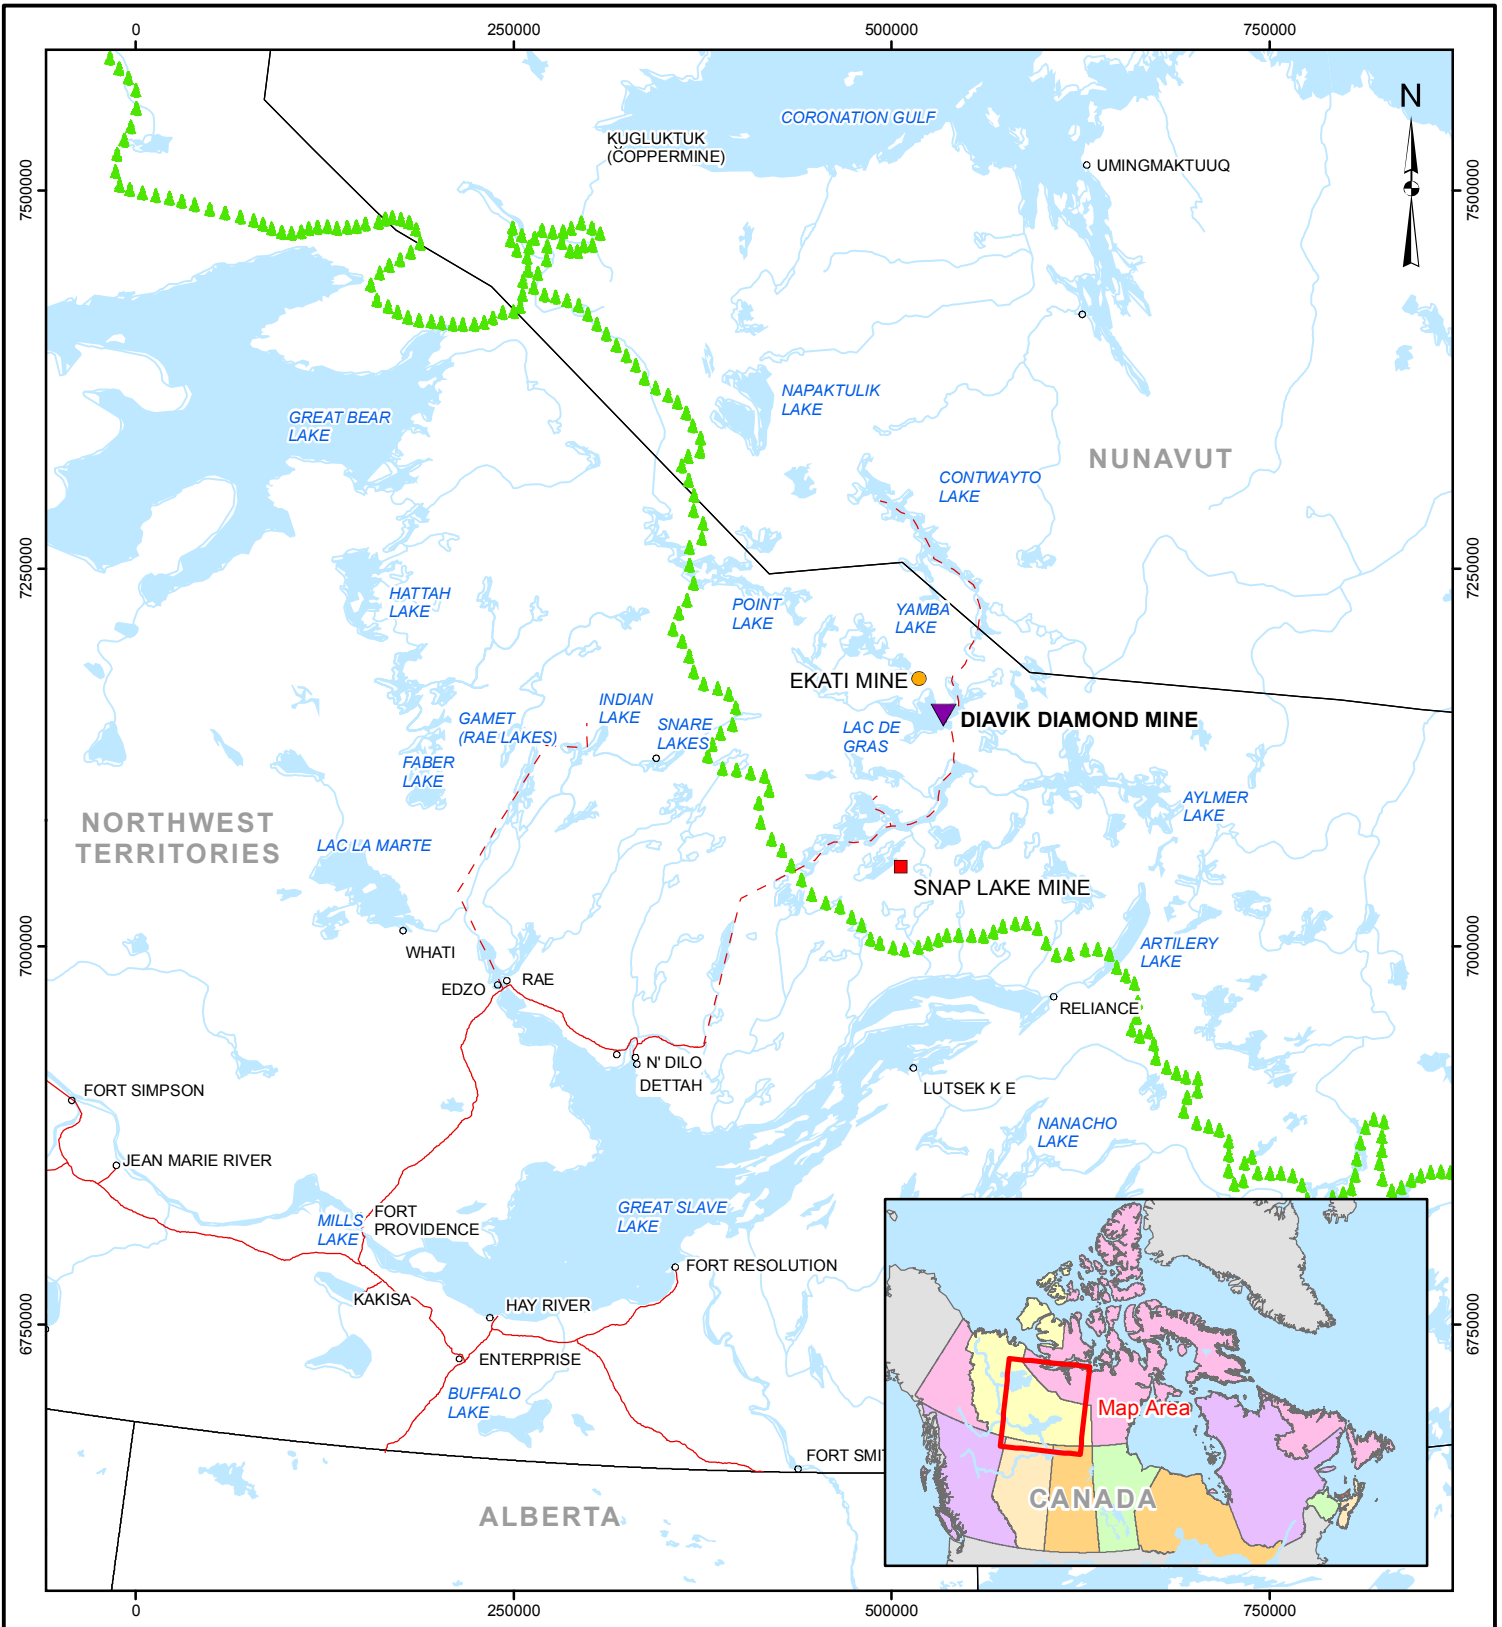 0
250000
500000
750000
N
CORONATION GULF
KUGLUKTUK
(COPPERMINE)
UMINGMAKTUUQ
7500000
7500000
NAPAKTULIK
LAKE
GREAT BEAR
LAKE
NUNAVUT
CONTWAYTO
LAKE
7250000
7250000
HATTAH
LAKE
POINT
LAKE
YAMBA
LAKE
EKATI MINE
INDIAN
LAKE
GAMET
(RAE LAKES)
SNARE
LAKES
LAC DE
GRAS
DIAVIK DIAMOND MINE
FABER
LAKE
AYLMER
LAKE
NORTHWEST
TERRITORIES
LAC LA MARTE
SNAP LAKE MINE
7000000
7000000
WHATI
ARTILERY
LAKE
EDZO
RAE
RELIANCE
N' DILO
DETTAH
FORT SIMPSON
LUTSEK K E
NANACHO
LAKE
JEAN MARIE RIVER
MILLS
LAKE
FORT
PROVIDENCE
GREAT SLAVE
LAKE
FORT RESOLUTION
KAKISA
HAY RIVER
6750000
6750000
ENTERPRISE
BUFFALO
LAKE
Map Area
FORT SMI
CANADA
ALBERTA
0
250000
500000
750000